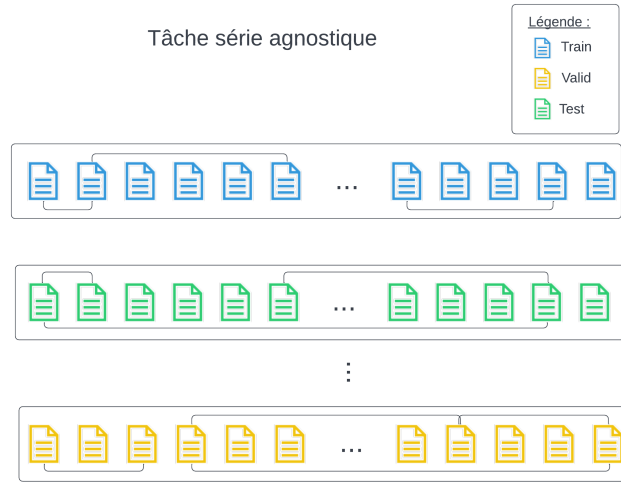 Tâche série agnostique
Légende :
Train
Valid
Test
...
...
...
...